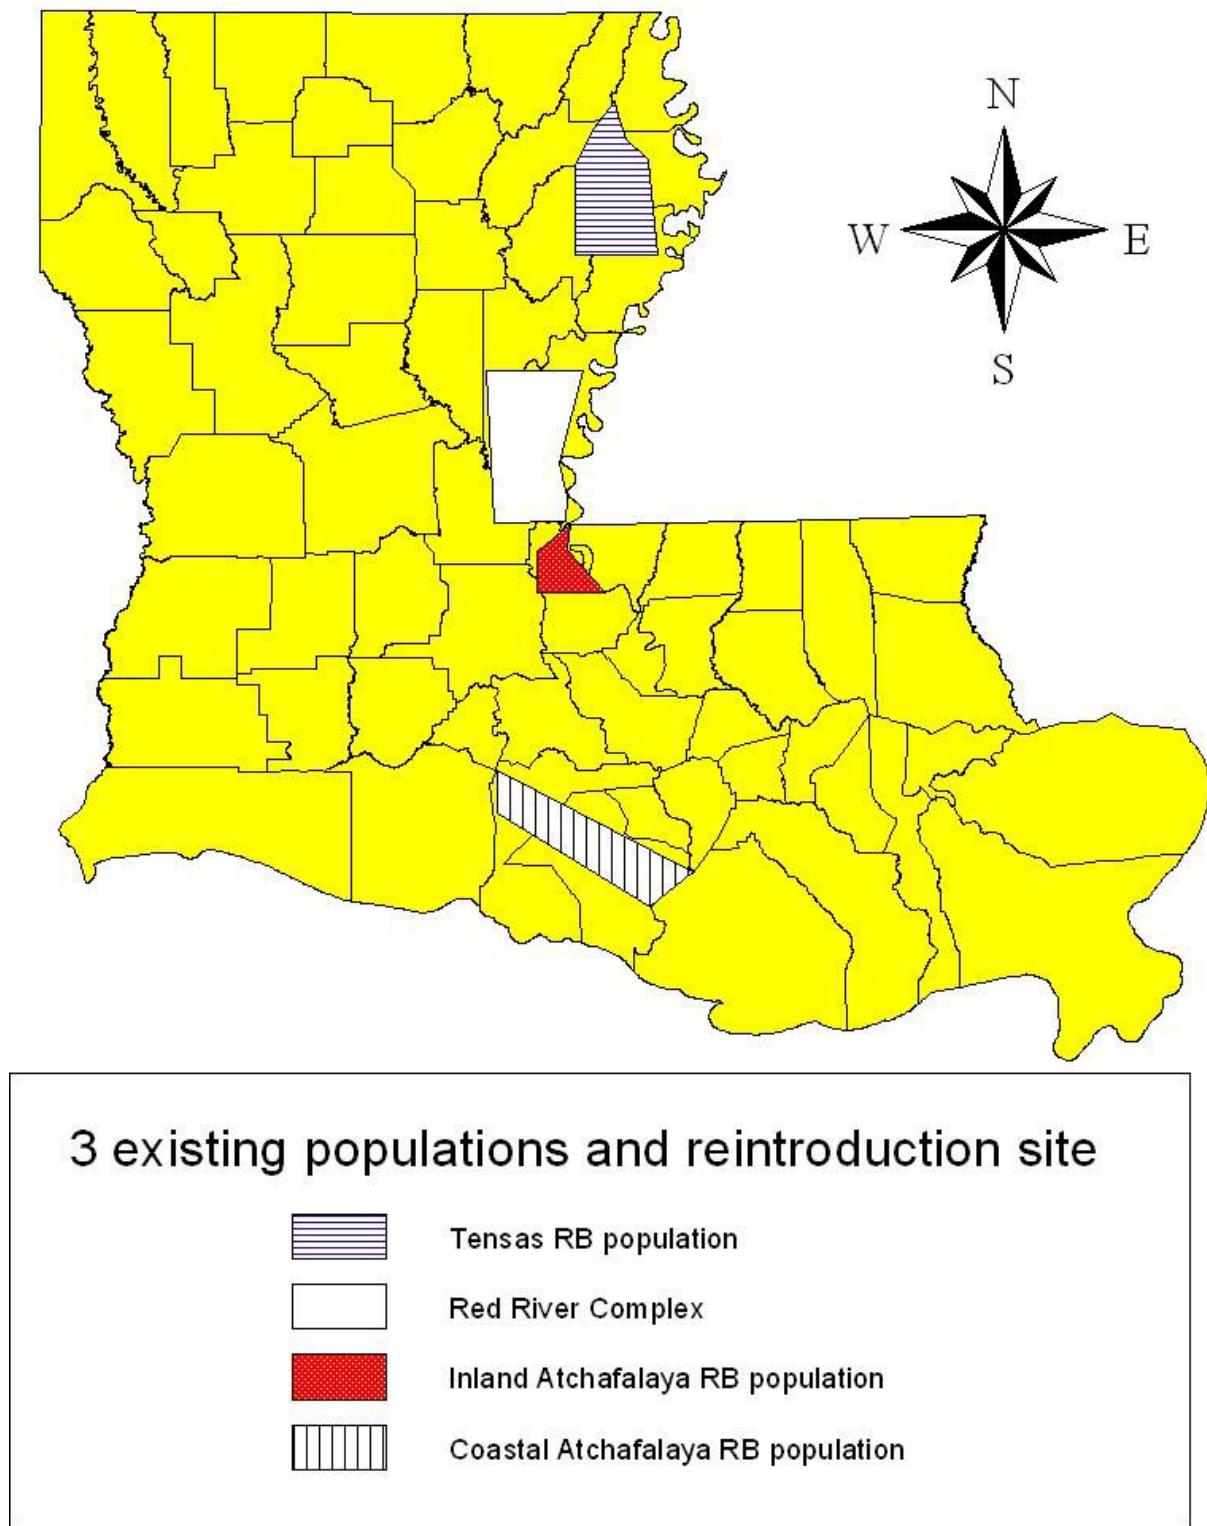 N
W
E
S
3 existing populations and reintroduction site
Tensas RB population
Red River Complex
Inland Atchafalaya RB population
Coastal Atchafalaya RB population